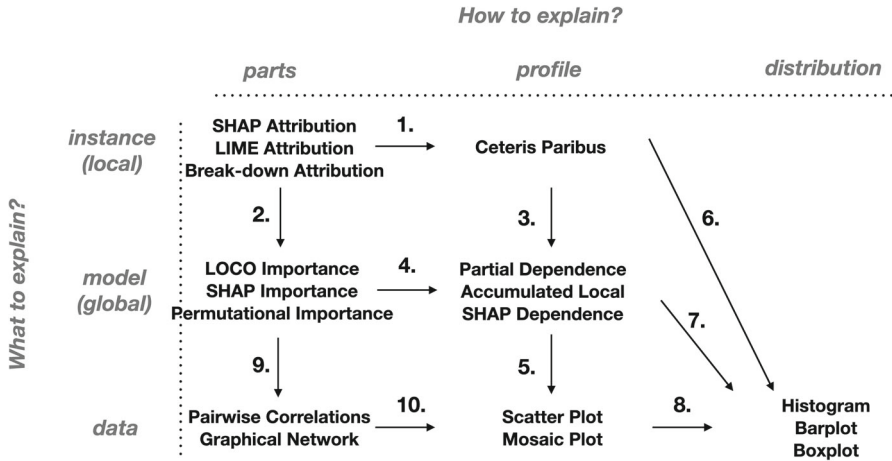 How to explain?
parts
profile
distribution
What to explain?
instance
(local)
SHAP Attribution
LIME Attribution
Break-down Attribution
1.
Ceteris Paribus
2.
3.
6.
model
(global)
LOCO Importance
SHAP Importance
Permutational Importance
4.
Partial Dependence
Accumulated Local
SHAP Dependence
7.
9.
5.
data
Pairwise Correlations
Graphical Network
10.
Scatter Plot
Mosaic Plot
8.
Histogram
Barplot
Boxplot